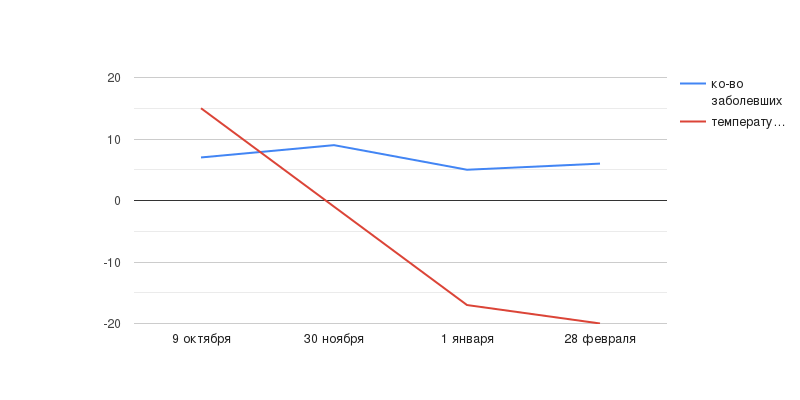 20
10
0
-10
-20
9 октября
30 ноября
1 января
28 февраля
ко-во
заболевших
температу…